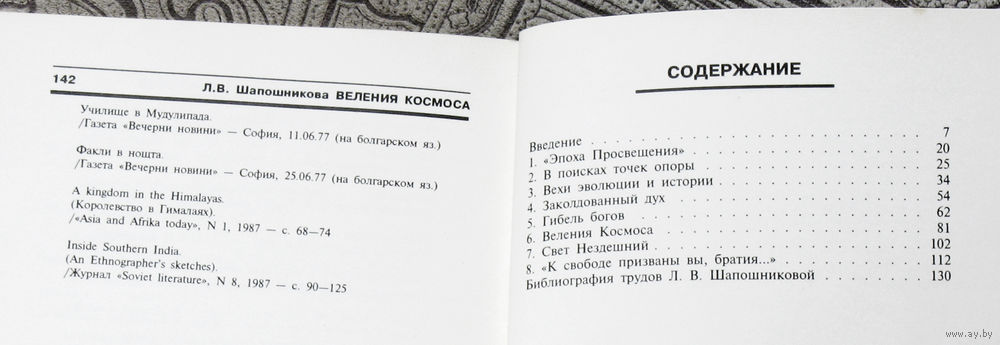 142
Л.В. Шапошникова ВЕЛЕНИЯ КОСМОСА
Училище в Мудулипада.
/Газета «Вечерни новини» — София, 11.06.77 (на болгарском яз.)
Факли в нощта.
/Газета «Вечерни новини» — София, 25.06.77 (на болгарском яз.)
A kingdom in the Himalayas.
(Королевство в Гималаях).
/«Asia and Afrika today», N 1, 1987 — с. 68—74
Inside Southern India.
(An Ethnographer's sketches).
/Журнал «Soviet literature», N 8, 1987 — с. 90—125
СОДЕРЖАНИЕ
Введение . . . . . . . . . . . . . . . . . . . . 7
1. «Эпоха Просвещения» . . . . . . . . . . . . . . . . 20
2. В поисках точек опоры . . . . . . . . . . . . . . . 25
3. Вехи эволюции и истории . . . . . . . . . . . . . . 34
4. Заколдованный дух . . . . . . . . . . . . . . . . . 54
5. Гибель богов . . . . . . . . . . . . . . . . . . . 62
6. Веления Космоса . . . . . . . . . . . . . . . . . . 81
7. Свет Нездешний . . . . . . . . . . . . . . . . . . 102
8. «К свободе призваны вы, братия...» . . . . . . . . . . 112
Библиография трудов Л. В. Шапошниковой . . . . . . . . . 130
www.ay.by